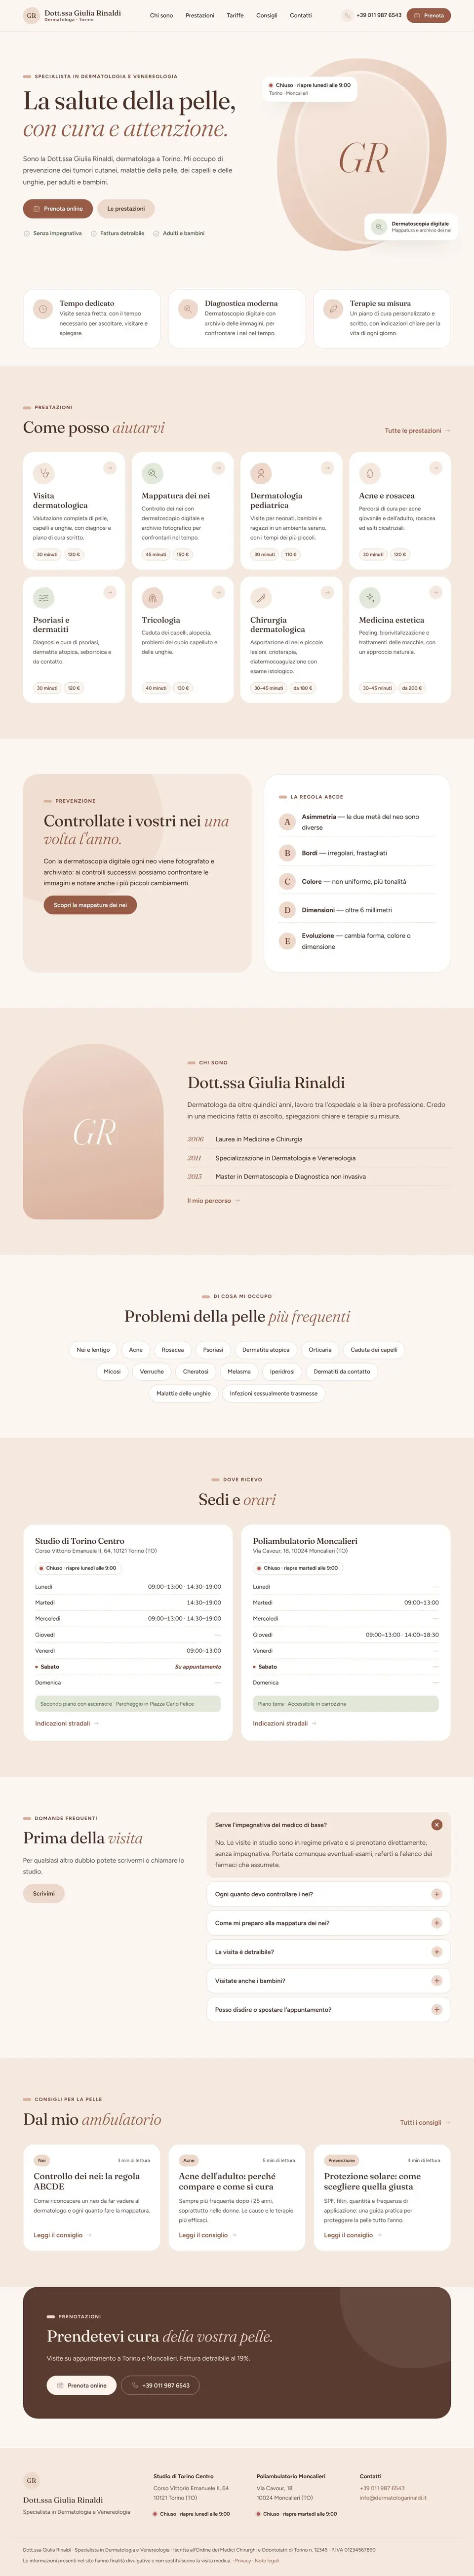 GR
Dott.ssa Giulia Rinaldi
Dermatologa · Torino
Chi sono
Prestazioni
Tariffe
Consigli
Contatti
+39 011 987 6543
Prenota
SPECIALISTA IN DERMATOLOGIA E VENEREOLOGIA
La salute della pelle,
con cura e attenzione.
Sono la Dott.ssa Giulia Rinaldi, dermatologa a Torino. Mi occupo di
prevenzione dei tumori cutanei, malattie della pelle, dei capelli e delle
unghie, per adulti e bambini.
Prenota online
Le prestazioni
Senza impegnativa
Fattura detraibile
Adulti e bambini
Chiuso · riapre lunedì alle 9:00
Torino · Moncalieri
GR
Dermatoscopia digitale
Mappatura e archivio dei nei
Tempo dedicato
Visite senza fretta, con il tempo
necessario per ascoltare, visitare e
spiegare.
Diagnostica moderna
Dermatoscopio digitale con
archivio delle immagini, per
confrontare i nei nel tempo.
Terapie su misura
Un piano di cura personalizzato e
scritto, con indicazioni chiare per la
vita di ogni giorno.
PRESTAZIONI
Come posso aiutarvi
Tutte le prestazioni →
Visita
dermatologica
Valutazione completa di pelle,
capelli e unghie, con diagnosi e
piano di cura scritto.
30 minuti
120 €
Mappatura dei nei
Controllo dei nei con
dermatoscopio digitale e
archivio fotografico per
confrontarli nel tempo.
45 minuti
150 €
Dermatologia
pediatrica
Visite per neonati, bambini e
ragazzi in un ambiente sereno,
con i tempi dei più piccoli.
30 minuti
110 €
Acne e rosacea
Percorsi di cura per acne
giovanile e dell'adulto, rosacea
ed esiti cicatriziali.
30 minuti
120 €
Psoriasi e
dermatiti
Diagnosi e cura di psoriasi,
dermatite atopica, seborroica e
da contatto.
30 minuti
120 €
Tricologia
Caduta dei capelli, alopecia,
problemi del cuoio capelluto e
delle unghie.
40 minuti
130 €
Chirurgia
dermatologica
Asportazione di nei e piccole
lesioni, crioterapia,
diatermocoagulazione con
esame istologico.
30–45 minuti
da 180 €
Medicina estetica
Peeling, biorivitalizzazione e
trattamenti delle macchie, con
un approccio naturale.
30–45 minuti
da 200 €
PREVENZIONE
Controllate i vostri nei una
volta l'anno.
Con la dermatoscopia digitale ogni neo viene fotografato e
archiviato: ai controlli successivi possiamo confrontare le
immagini e notare anche i più piccoli cambiamenti.
Scopri la mappatura dei nei
LA REGOLA ABCDE
A
Asimmetria — le due metà del neo sono
diverse
B
Bordi — irregolari, frastagliati
C
Colore — non uniforme, più tonalità
D
Dimensioni — oltre 6 millimetri
E
Evoluzione — cambia forma, colore o
dimensione
GR
CHI SONO
Dott.ssa Giulia Rinaldi
Dermatologa da oltre quindici anni, lavoro tra l'ospedale e la libera professione. Credo
in una medicina fatta di ascolto, spiegazioni chiare e terapie su misura.
2006 Laurea in Medicina e Chirurgia
2011 Specializzazione in Dermatologia e Venereologia
2013 Master in Dermatoscopia e Diagnostica non invasiva
Il mio percorso →
DI COSA MI OCCUPO
Problemi della pelle più frequenti
Nei e lentigo
Acne
Rosacea
Psoriasi
Dermatite atopica
Orticaria
Caduta dei capelli
Micosi
Verruche
Cheratosi
Melasma
Iperidrosi
Dermatiti da contatto
Malattie delle unghie
Infezioni sessualmente trasmesse
DOVE RICEVO
Sedi e orari
Studio di Torino Centro
Corso Vittorio Emanuele II, 64, 10121 Torino (TO)
Chiuso · riapre lunedì alle 9:00
Lunedì 09:00–13:00 · 14:30–19:00
Martedì 14:30–19:00
Mercoledì 09:00–13:00 · 14:30–19:00
Giovedì —
Venerdì 09:00–13:00
Sabato Su appuntamento
Domenica —
Secondo piano con ascensore · Parcheggio in Piazza Carlo Felice
Indicazioni stradali →
Poliambulatorio Moncalieri
Via Cavour, 18, 10024 Moncalieri (TO)
Chiuso · riapre martedì alle 9:00
Lunedì —
Martedì 09:00–13:00
Mercoledì —
Giovedì 09:00–13:00 · 14:00–18:30
Venerdì —
Sabato —
Domenica —
Piano terra · Accessibile in carrozzina
Indicazioni stradali →
DOMANDE FREQUENTI
Prima della visita
Per qualsiasi altro dubbio potete scrivermi o chiamare lo
studio.
Scrivimi
Serve l'impegnativa del medico di base?
No. Le visite in studio sono in regime privato e si prenotano direttamente,
senza impegnativa. Portate comunque eventuali esami, referti e l'elenco dei
farmaci che assumete.
Ogni quanto devo controllare i nei?
Come mi preparo alla mappatura dei nei?
La visita è detraibile?
Visitate anche i bambini?
Posso disdire o spostare l'appuntamento?
CONSIGLI PER LA PELLE
Dal mio ambulatorio
Tutti i consigli →
Nei
3 min di lettura
Controllo dei nei: la regola
ABCDE
Come riconoscere un neo da far vedere al
dermatologo e ogni quanto fare la mappatura.
Leggi il consiglio →
Acne
5 min di lettura
Acne dell'adulto: perché
compare e come si cura
Sempre più frequente dopo i 25 anni,
soprattutto nelle donne. Le cause e le terapie
più efficaci.
Leggi il consiglio →
Prevenzione
4 min di lettura
Protezione solare: come
scegliere quella giusta
SPF, filtri, quantità e frequenza di
applicazione: una guida pratica per
proteggere la pelle tutto l'anno.
Leggi il consiglio →
PRENOTAZIONI
Prendetevi cura della vostra pelle.
Visite su appuntamento a Torino e Moncalieri. Fattura detraibile al 19%.
Prenota online
+39 011 987 6543
GR
Dott.ssa Giulia Rinaldi
Specialista in Dermatologia e Venereologia
Studio di Torino Centro
Corso Vittorio Emanuele II, 64
10121 Torino (TO)
Chiuso · riapre lunedì alle 9:00
Poliambulatorio Moncalieri
Via Cavour, 18
10024 Moncalieri (TO)
Chiuso · riapre martedì alle 9:00
Contatti
+39 011 987 6543
info@dermatologarinaldi.it
Dott.ssa Giulia Rinaldi · Specialista in Dermatologia e Venereologia · Iscritta all'Ordine dei Medici Chirurghi e Odontoiatri di Torino n. 12345 · P.IVA 01234567890
Le informazioni presenti nel sito hanno finalità divulgative e non sostituiscono la visita medica. · Privacy · Note legali